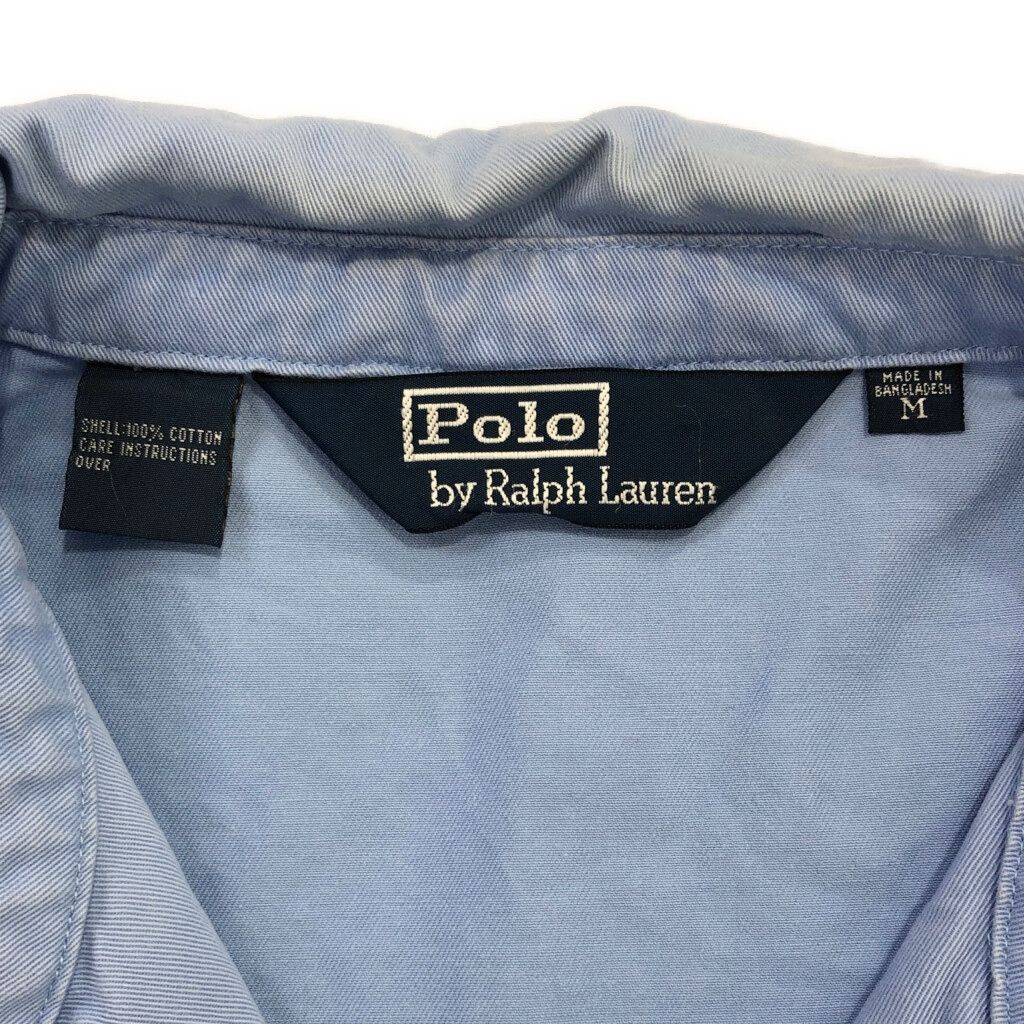 SHELL:100% COTTON
CARE INSTRUCTIONS
OVER
Polo
by Ralph Lauren
MADE IN
BANGLADESH
M